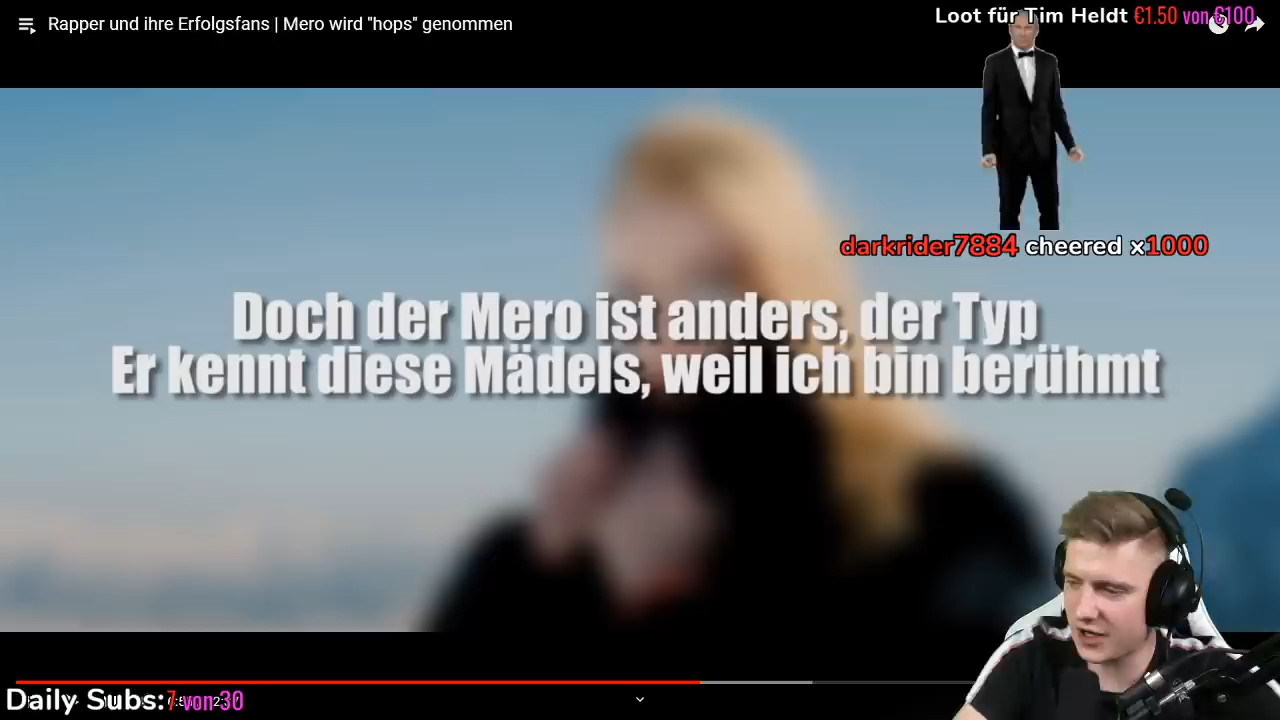 Rapper und ihre Erfolgsfans | Mero wird "hops" genommen
Loot für Tim Heldt €1.50 von €100
darkrider7884 cheered x1000
Doch der Mero ist anders, der Typ
Er kennt diese Mädels, weil ich bin berühmt
Daily Subs: 7 von 30